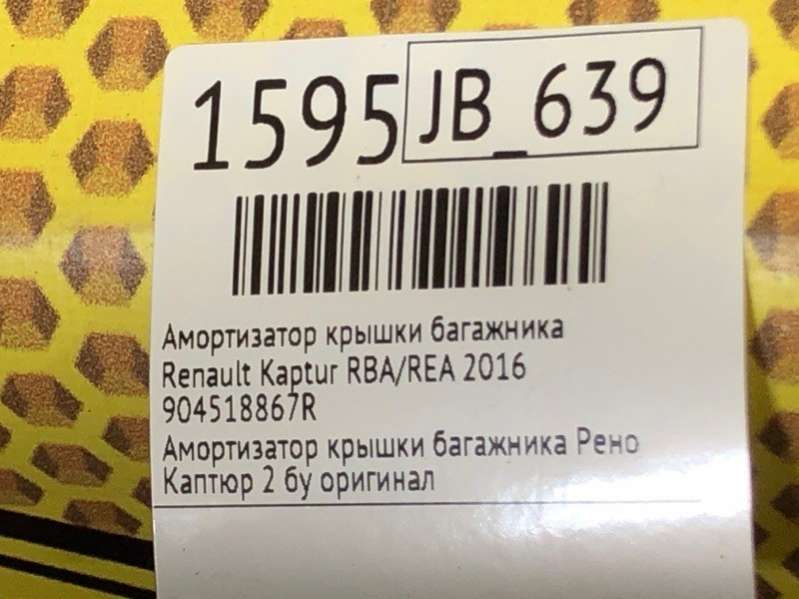 1595 JB_639
Амортизатор крышки багажника
Renault Kaptur RBA/REA 2016
904518867R
Амортизатор крышки багажника Рено
Каптюр 2 бу оригинал